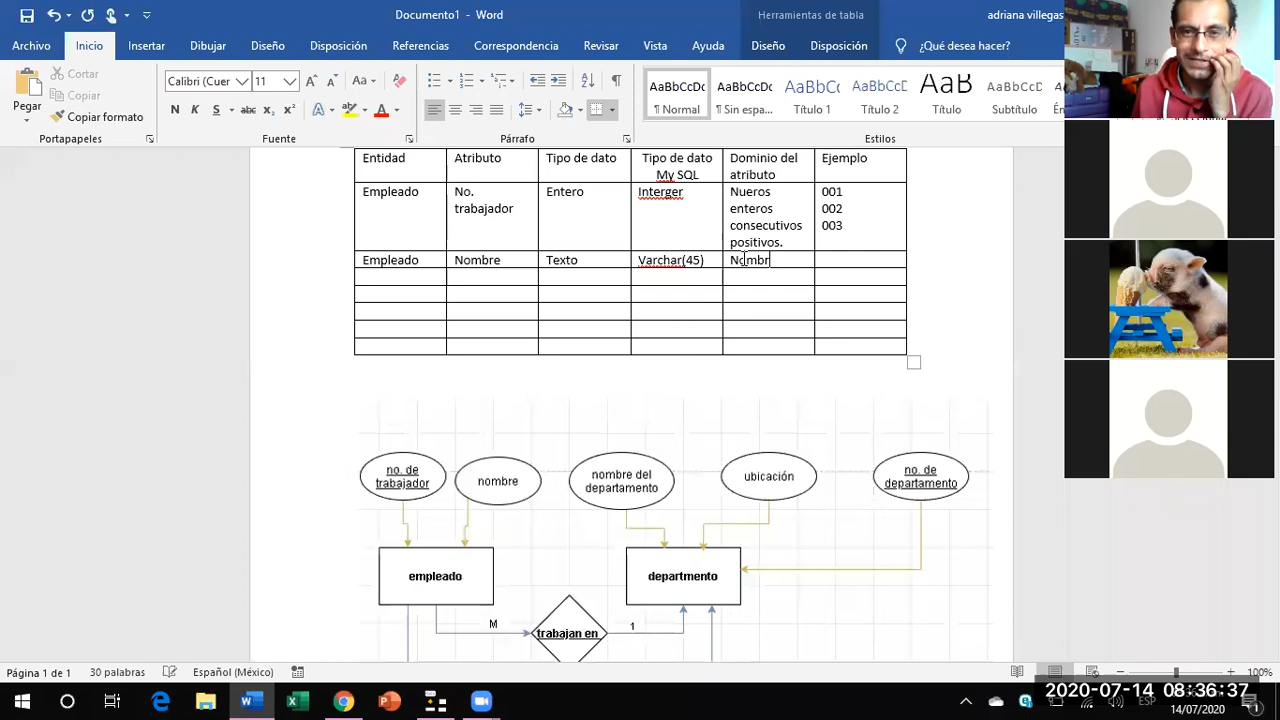 Documento1 - Word
Herramientas de tabla
adriana villegas
Archivo
Inicio
Insertar
Dibujar
Diseño
Disposición
Referencias
Correspondencia
Revisar
Vista
Ayuda
Diseño
Disposición
¿Qué desea hacer?
Pegar
Cortar
Copiar
Copiar formato
Calibri (Cuer
11
Aa
N
K
S
abc
x₂
x²
AaBbCcDc
¶ Normal
AaBbCcDc
¶ Sin espa...
AaBbCc
Título 1
AaBbCcC
Título 2
AaB
Título
AaBbCcD
Subtítulo
Portapapeles
Fuente
Párrafo
Estilos
Entidad
Atributo
Tipo de dato
Tipo de dato
My SQL
Dominio del
atributo
Ejemplo
Empleado
No.
trabajador
Entero
Interger
Nueros
enteros
consecutivos
positivos.
001
002
003
Empleado
Nombre
Texto
Varchar(45)
Nombr
no. de
trabajador
nombre
nombre del
departamento
ubicación
no. de
departamento
empleado
departmento
M
trabajan en
1
Página 1 de 1
30 palabras
Español (México)
100%
2020-07-14 08:36:37
ESP
14/07/2020